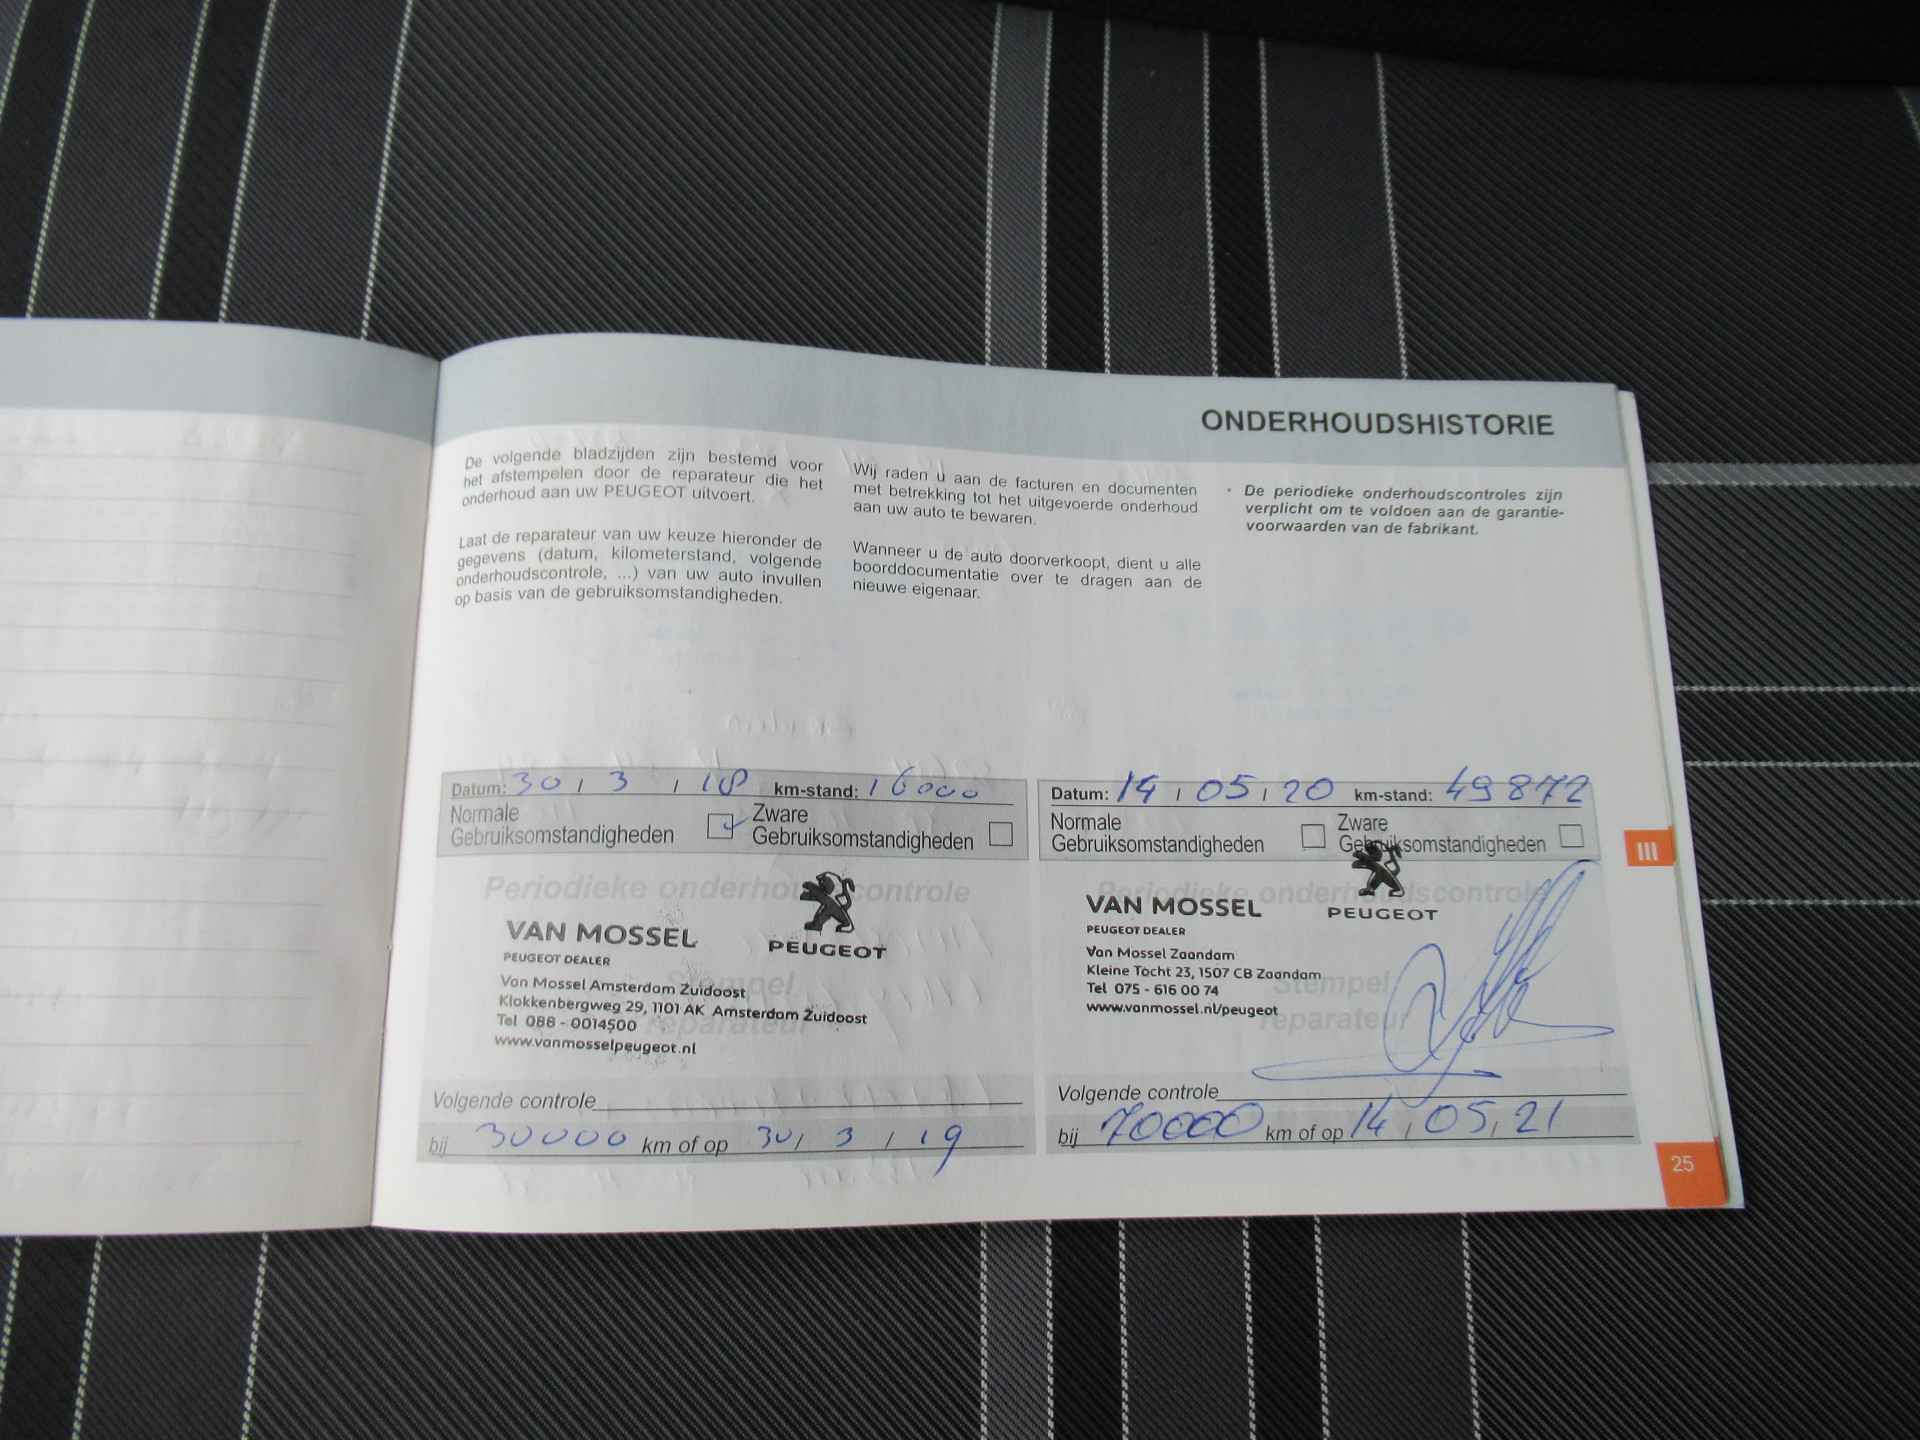 ONDERHOUDSHISTORIE
De volgende bladzijden zijn bestemd voor
het afstempelen door de reparateur die het
onderhoud aan uw PEUGEOT uitvoert.
Laat de reparateur van uw keuze hieronder de
gegevens (datum, kilometerstand, volgende
onderhoudscontrole, ...) van uw auto invullen
op basis van de gebruiksomstandigheden.
Wij raden u aan de facturen en documenten
met betrekking tot het uitgevoerde onderhoud
aan uw auto te bewaren.
Wanneer u de auto doorverkoopt, dient u alle
boorddocumentatie over te dragen aan de
nieuwe eigenaar.
• De periodieke onderhoudscontroles zijn
verplicht om te voldoen aan de garantie-
voorwaarden van de fabrikant.
Datum: 30 / 3 / 18 km-stand: 16000
Normale
Gebruiksomstandigheden
Zware
Gebruiksomstandigheden
Periodieke onderhoudscontrole
VAN MOSSEL
PEUGEOT DEALER
PEUGEOT
Van Mossel Amsterdam Zuidoost
Klokkenbergweg 29, 1101 AK Amsterdam Zuidoost
Tel 088 - 0014500
www.vanmosselpeugeot.nl
Stempel
reparateur
Volgende controle
bij 30000 km of op 30 / 3 / 19
Datum: 14 / 05 / 20 km-stand: 49872
Normale
Gebruiksomstandigheden
Zware
Gebruiksomstandigheden
Periodieke onderhoudscontrole
VAN MOSSEL
PEUGEOT DEALER
PEUGEOT
Van Mossel Zaandam
Kleine Tocht 23, 1507 CB Zaandam
Tel 075 - 616 00 74
www.vanmossel.nl/peugeot
Stempel
reparateur
Volgende controle
bij 70000 km of op 14 / 05 / 21
III
25